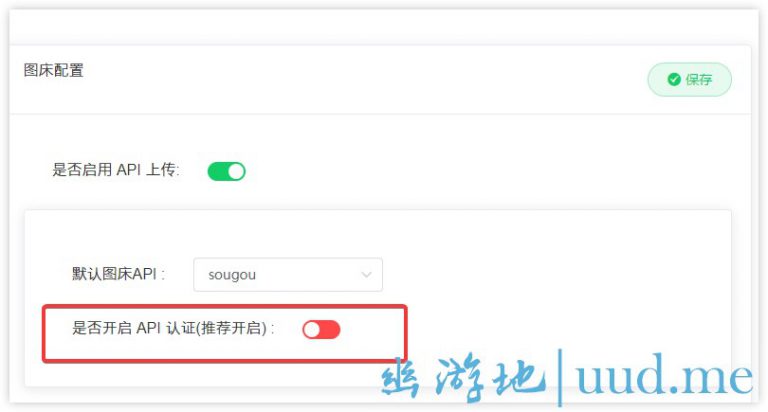 图床配置
保存
是否启用 API 上传:
默认图床API :
sougou
是否开启 API 认证(推荐开启) :
幽游地|uud.me